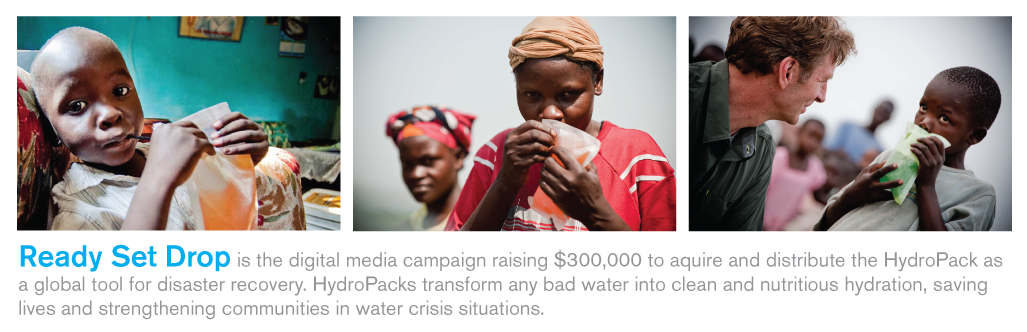 Ready Set Drop is the digital media campaign raising $300,000 to aquire and distribute the HydroPack as
a global tool for disaster recovery. HydroPacks transform any bad water into clean and nutritious hydration, saving
lives and strengthening communities in water crisis situations.